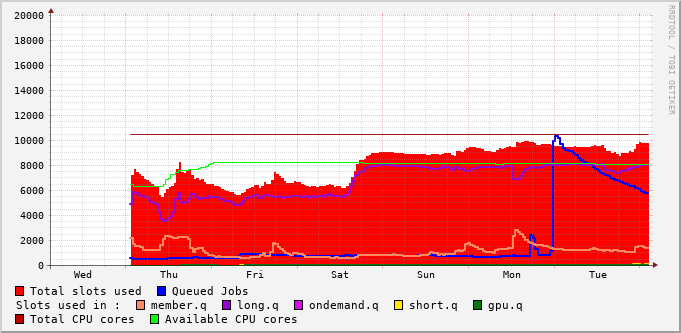 RRDTOOL / TOBI OETIKER
20000
18000
16000
14000
12000
10000
8000
6000
4000
2000
0
Wed Thu Fri Sat Sun Mon Tue
Total slots used Queued Jobs
Slots used in : member.q long.q ondemand.q short.q gpu.q
Total CPU cores Available CPU cores